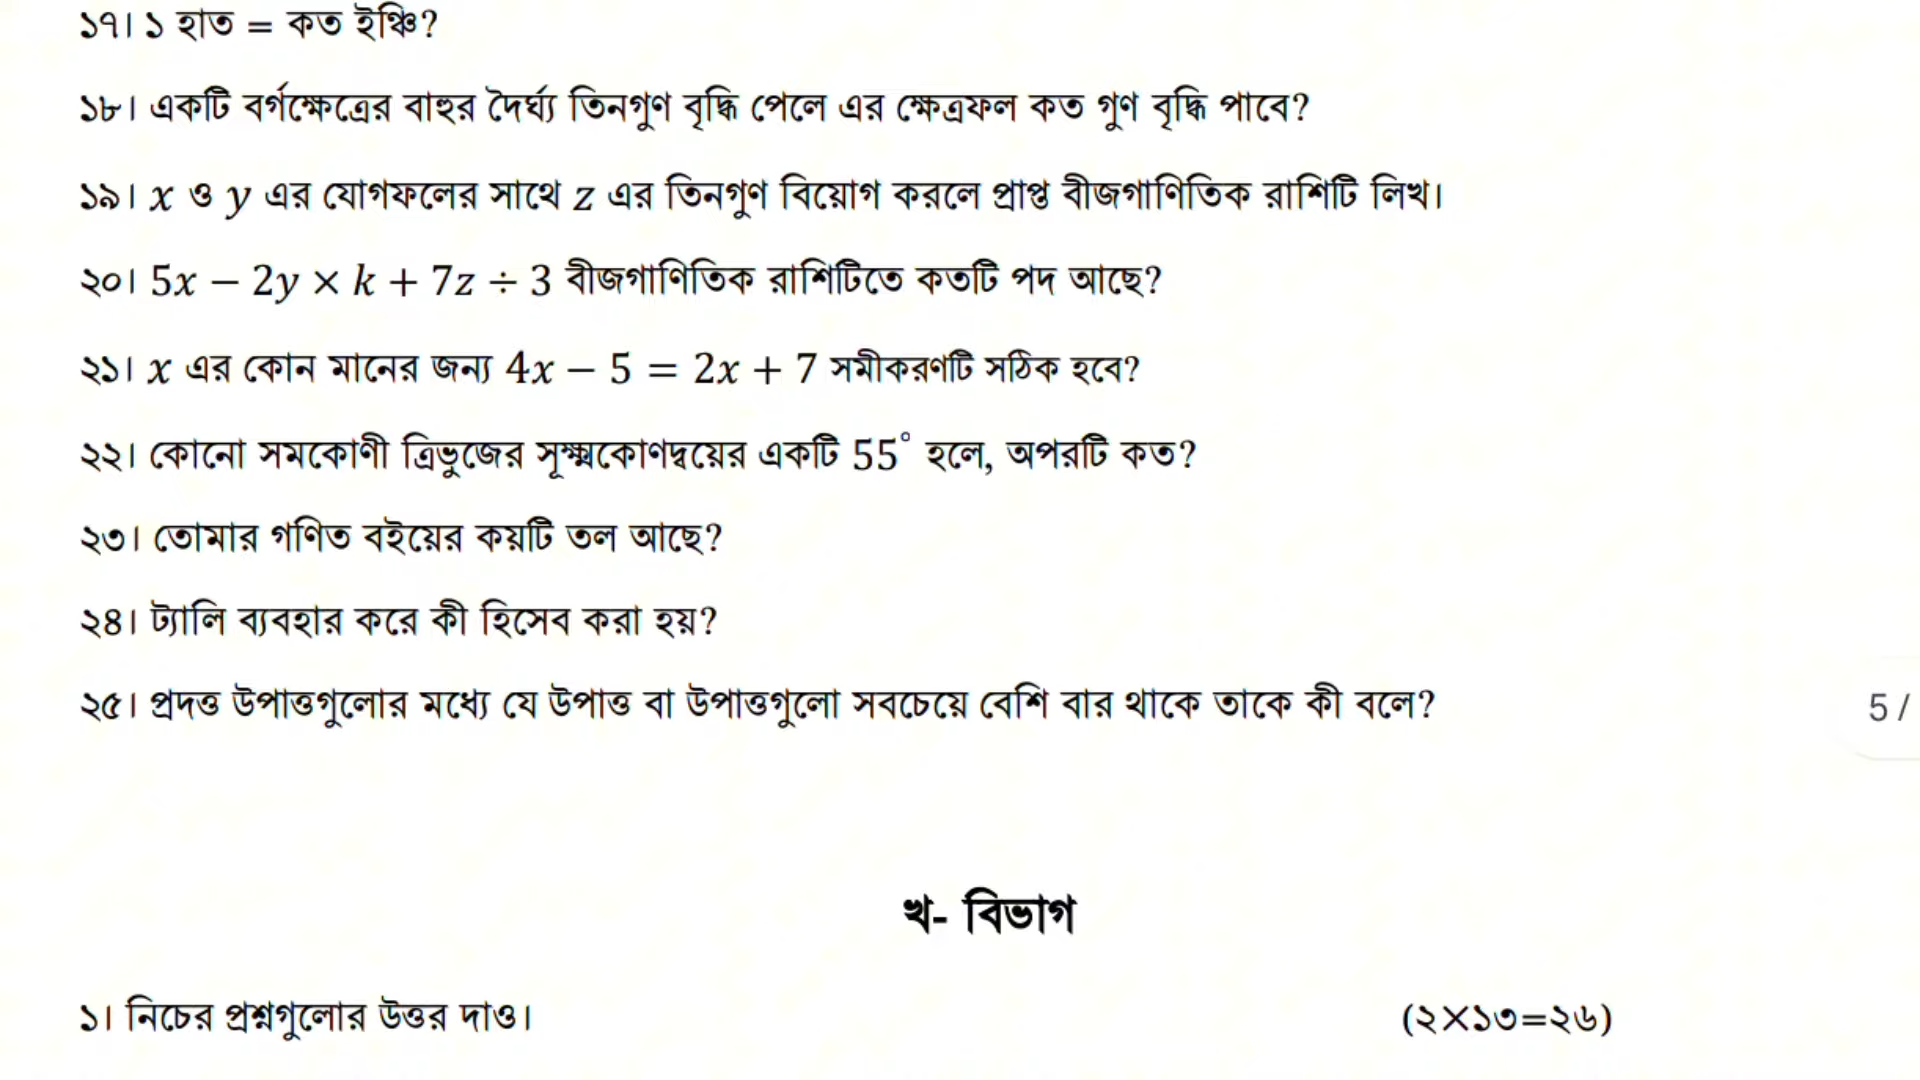 ১৭। ১ হাত = কত ইঞ্চি?
১৮। একটি বর্গক্ষেত্রের বাহুর দৈর্ঘ্য তিনগুণ বৃদ্ধি পেলে এর ক্ষেত্রফল কত গুণ বৃদ্ধি পাবে?
১৯। x ও y এর যোগফলের সাথে z এর তিনগুণ বিয়োগ করলে প্রাপ্ত বীজগাণিতিক রাশিটি লিখ।
২০। 5x − 2y × k + 7z ÷ 3 বীজগাণিতিক রাশিটিতে কতটি পদ আছে?
২১। x এর কোন মানের জন্য 4x − 5 = 2x + 7 সমীকরণটি সঠিক হবে?
২২। কোনো সমকোণী ত্রিভুজের সূক্ষ্মকোণদ্বয়ের একটি 55° হলে, অপরটি কত?
২৩। তোমার গণিত বইয়ের কয়টি তল আছে?
২৪। ট্যালি ব্যবহার করে কী হিসেব করা হয়?
২৫। প্রদত্ত উপাত্তগুলোর মধ্যে যে উপাত্ত বা উপাত্তগুলো সবচেয়ে বেশি বার থাকে তাকে কী বলে?
5 /
খ- বিভাগ
১। নিচের প্রশ্নগুলোর উত্তর দাও। (২×১৩=২৬)